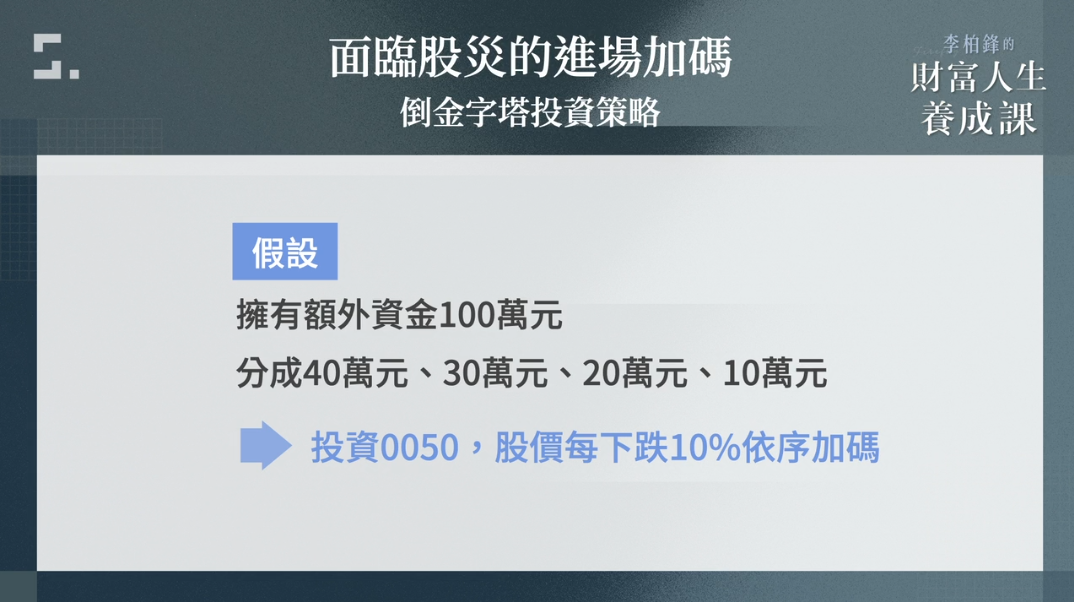 面臨股災的進場加碼
倒金字塔投資策略
李柏鋒的
財富人生
養成課
假設
擁有額外資金100萬元
分成40萬元、30萬元、20萬元、10萬元
投資0050，股價每下跌10%依序加碼